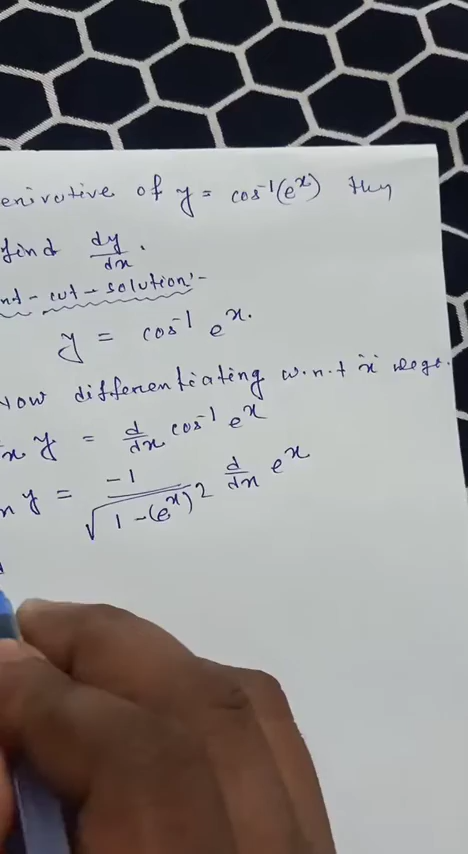 enivative of y = cos⁻¹(eˣ) then
find dy/dx.
nt-cut-solution:-
y = cos⁻¹ eˣ.
Now differentiating w.r.t x
x y = d/dx cos⁻¹ eˣ
x y = -1/√(1-(eˣ)²) d/dx eˣ